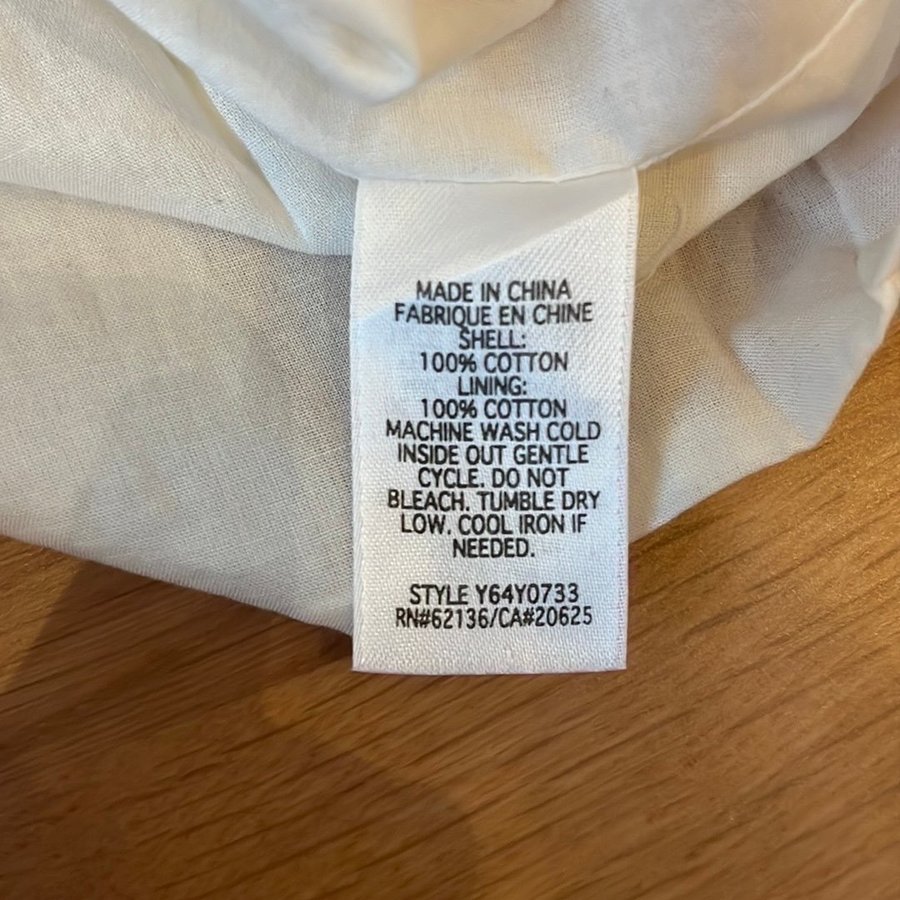 MADE IN CHINA
FABRIQUE EN CHINE
SHELL:
100% COTTON
LINING:
100% COTTON
MACHINE WASH COLD
INSIDE OUT GENTLE
CYCLE. DO NOT
BLEACH. TUMBLE DRY
LOW. COOL IRON IF
NEEDED.
STYLE Y64Y0733
RN#62136/CA#20625